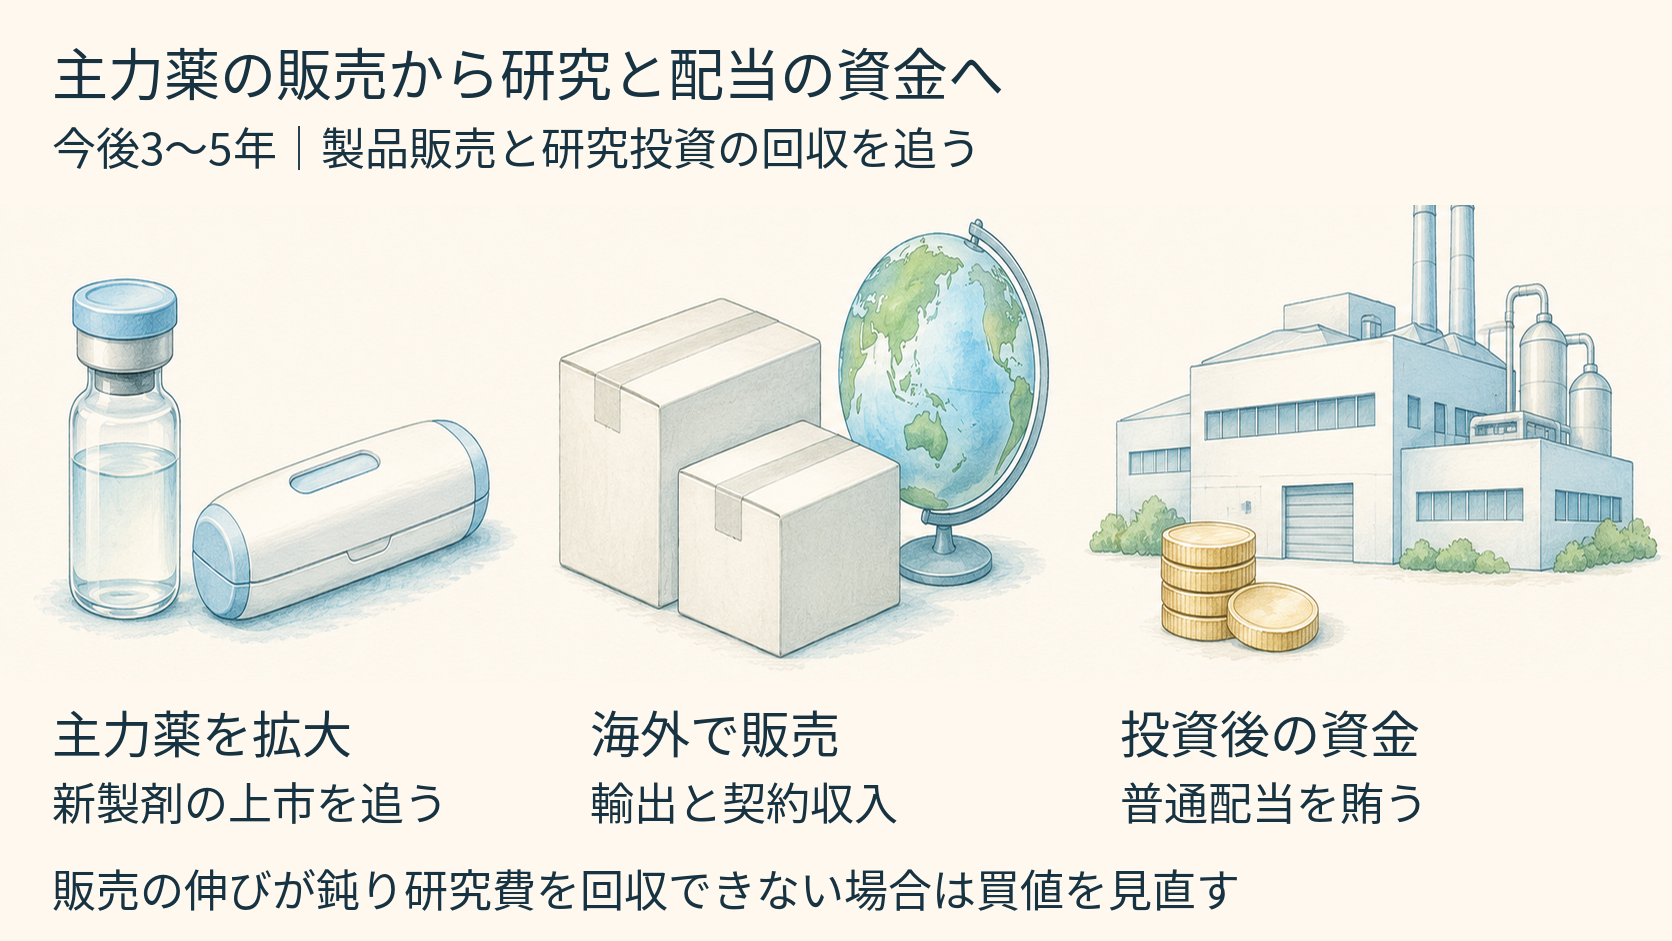 主力薬の販売から研究と配当の資金へ
今後3〜5年｜製品販売と研究投資の回収を追う
主力薬を拡大
新製剤の上市を追う
海外で販売
輸出と契約収入
投資後の資金
普通配当を賄う
販売の伸びが鈍り研究費を回収できない場合は買値を見直す